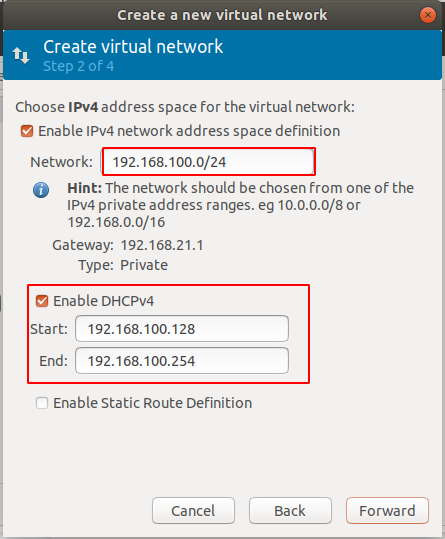 Create a new virtual network
Create virtual network
Step 2 of 4
Choose IPv4 address space for the virtual network:
Enable IPv4 network address space definition
Network: 192.168.100.0/24
Hint: The network should be chosen from one of the
IPv4 private address ranges. eg 10.0.0.0/8 or
192.168.0.0/16
Gateway: 192.168.21.1
Type: Private
Enable DHCPv4
Start: 192.168.100.128
End: 192.168.100.254
Enable Static Route Definition
Cancel Back Forward